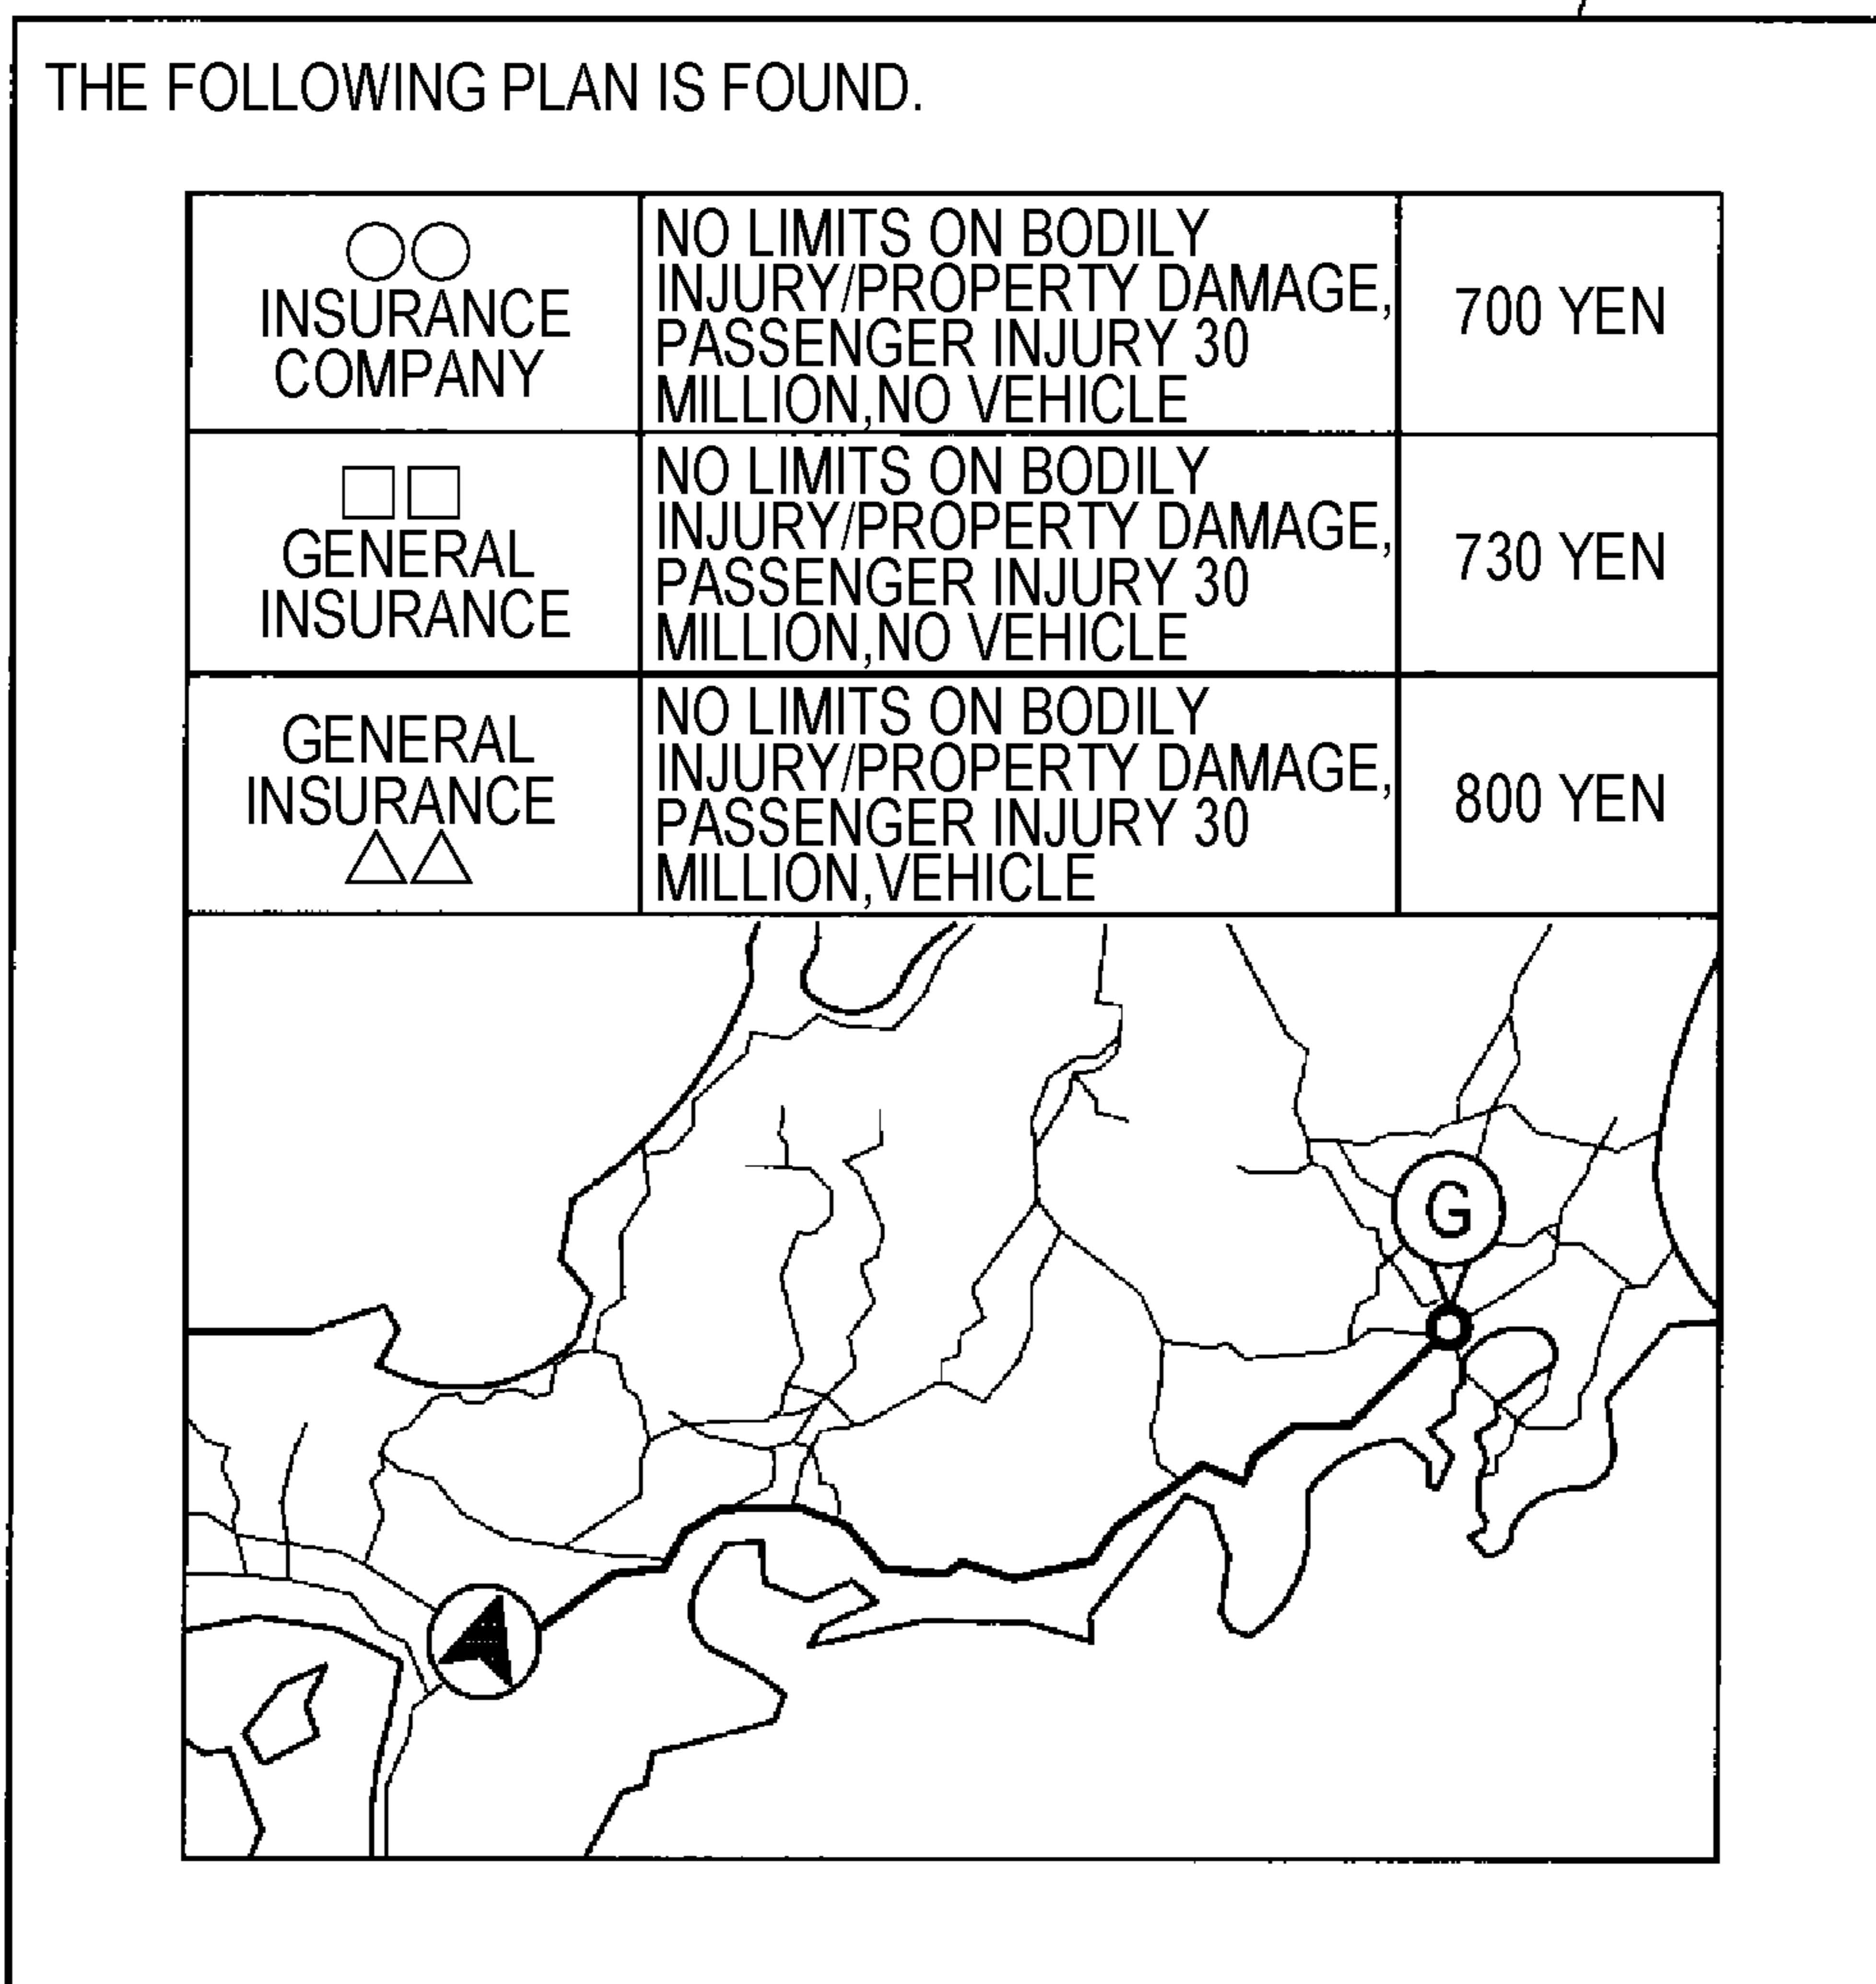 THE FOLLOWING PLAN IS FOUND.
○○
INSURANCE
COMPANY
NO LIMITS ON BODILY
INJURY/PROPERTY DAMAGE,
PASSENGER INJURY 30
MILLION,NO VEHICLE
700 YEN
□□
GENERAL
INSURANCE
NO LIMITS ON BODILY
INJURY/PROPERTY DAMAGE,
PASSENGER INJURY 30
MILLION,NO VEHICLE
730 YEN
GENERAL
INSURANCE
△△
NO LIMITS ON BODILY
INJURY/PROPERTY DAMAGE,
PASSENGER INJURY 30
MILLION,VEHICLE
800 YEN
G